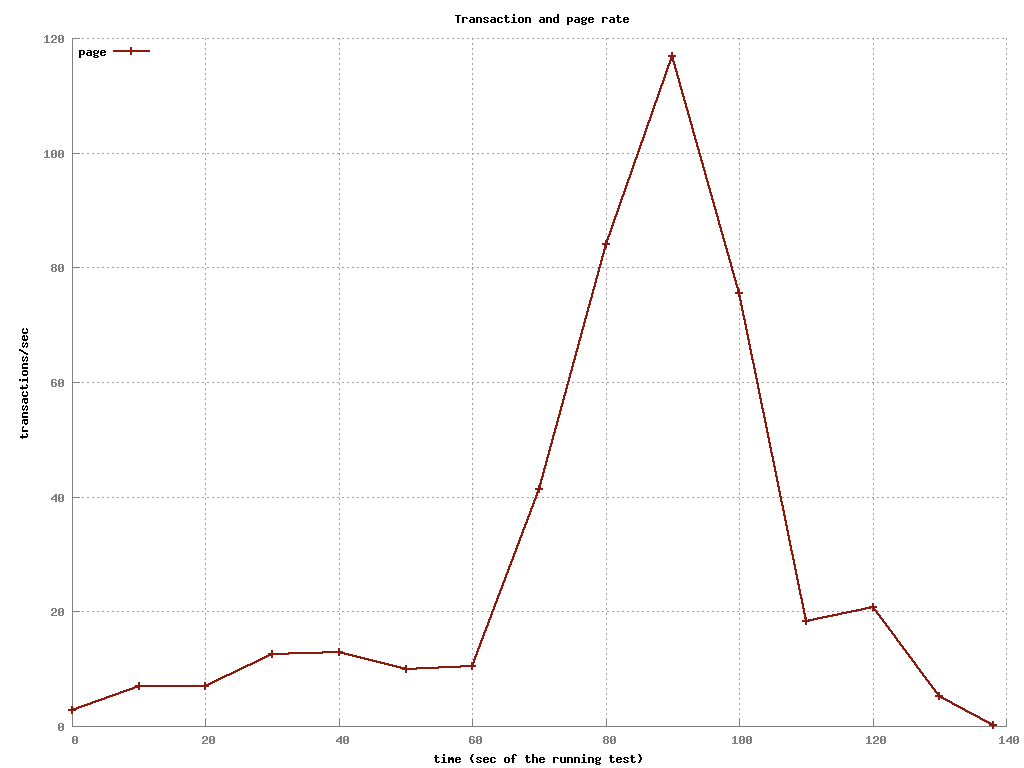 Transaction and page rate
120
page
100
80
60
transactions/sec
40
20
0
0 20 40 60 80 100 120 140
time (sec of the running test)